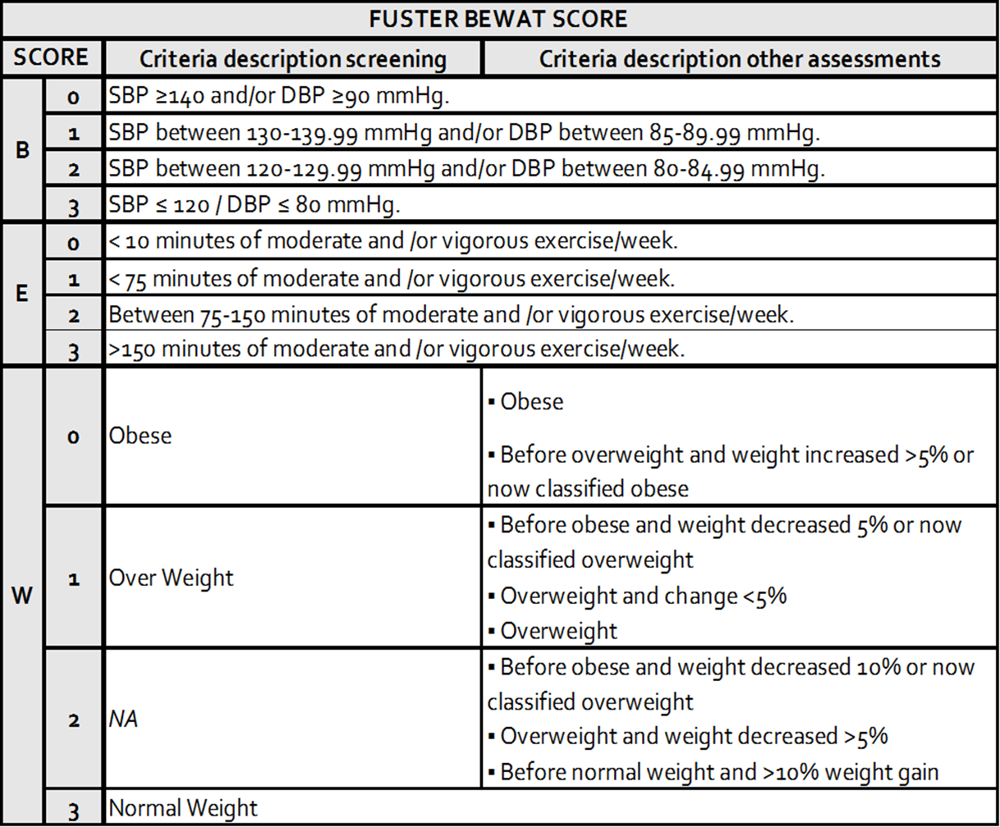 FUSTER BEWAT SCORE
SCORE Criteria description screening Criteria description other assessments
B
0 SBP ≥140 and/or DBP ≥90 mmHg.
1 SBP between 130-139.99 mmHg and/or DBP between 85-89.99 mmHg.
2 SBP between 120-129.99 mmHg and/or DBP between 80-84.99 mmHg.
3 SBP ≤ 120 / DBP ≤ 80 mmHg.
E
0 < 10 minutes of moderate and /or vigorous exercise/week.
1 < 75 minutes of moderate and /or vigorous exercise/week.
2 Between 75-150 minutes of moderate and /or vigorous exercise/week.
3 >150 minutes of moderate and /or vigorous exercise/week.
W
0 Obese
▪ Obese
▪ Before overweight and weight increased >5% or
now classified obese
1 Over Weight
▪ Before obese and weight decreased 5% or now
classified overweight
▪ Overweight and change <5%
▪ Overweight
2 NA
▪ Before obese and weight decreased 10% or now
classified overweight
▪ Overweight and weight decreased >5%
▪ Before normal weight and >10% weight gain
3 Normal Weight